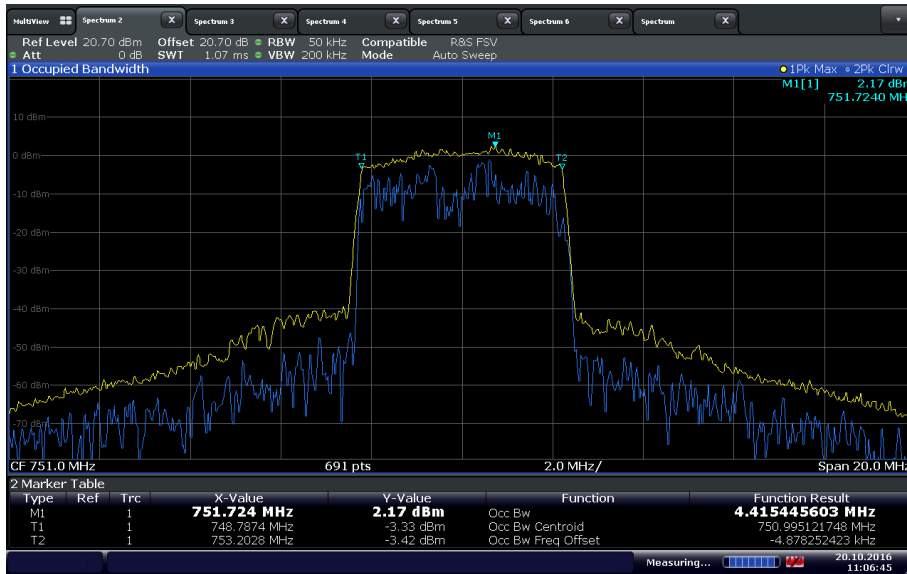 MultiView Spectrum 2 X Spectrum 3 X Spectrum 4 X Spectrum 5 X Spectrum 6 X Spectrum X
Ref Level 20.70 dBm Offset 20.70 dB RBW 50 kHz Compatible R&S FSV
Att 0 dB SWT 1.07 ms VBW 200 kHz Mode Auto Sweep
1 Occupied Bandwidth 1Pk Max 2Pk Clrw
M1[1] 2.17 dBr
751.7240 MH
10 dBm
M1
0 dBm T1 T2
-10 dBm
-20 dBm
-30 dBm
-40 dBm
-50 dBm
-60 dBm
-70 dBm
CF 751.0 MHz 691 pts 2.0 MHz/ Span 20.0 MHz
2 Marker Table
Type Ref Trc X-Value Y-Value Function Function Result
M1 1 751.724 MHz 2.17 dBm Occ Bw 4.415445603 MHz
T1 1 748.7874 MHz -3.33 dBm Occ Bw Centroid 750.995121748 MHz
T2 1 753.2028 MHz -3.42 dBm Occ Bw Freq Offset -4.878252423 kHz
Measuring... 20.10.2016
11:06:45